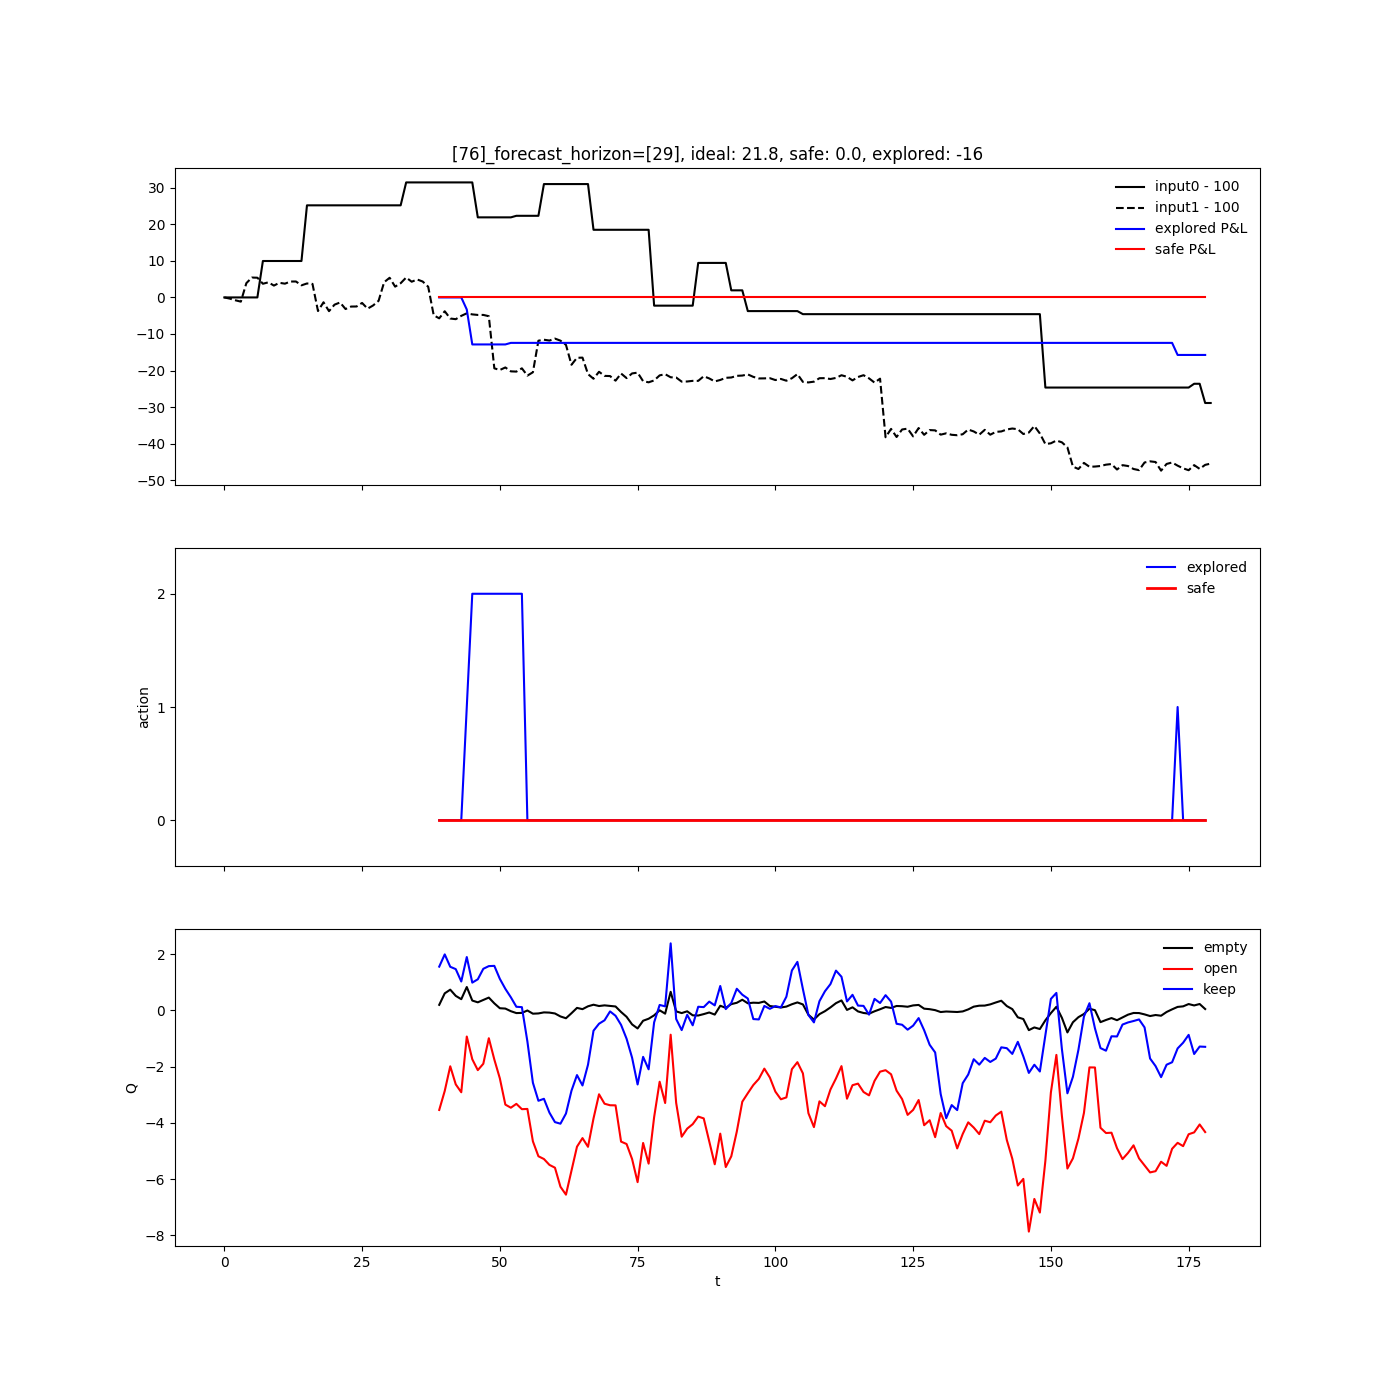 [76]_forecast_horizon=[29], ideal: 21.8, safe: 0.0, explored: -16
30
20
10
0
−10
−20
−30
−40
−50
input0 - 100
input1 - 100
explored P&L
safe P&L
2
1
0
action
explored
safe
2
0
−2
−4
−6
−8
Q
empty
open
keep
0
25
50
75
100
125
150
175
t